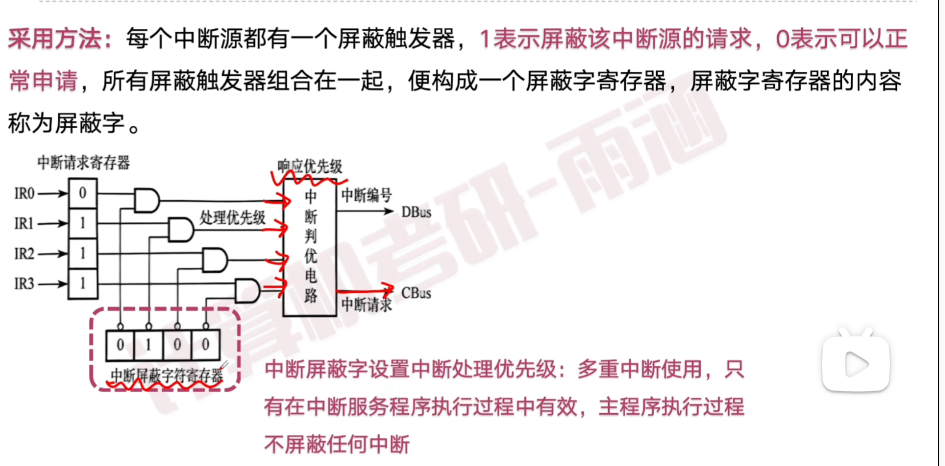 采用方法：每个中断源都有一个屏蔽触发器，1表示屏蔽该中断源的请求，0表示可以正
常申请，所有屏蔽触发器组合在一起，便构成一个屏蔽字寄存器，屏蔽字寄存器的内容
称为屏蔽字。
中断请求寄存器
响应优先级
IR0
0
中断编号
DBus
IR1
1
处理优先级
IR2
1
IR3
1
中断判优电路
中断请求
CBus
0 1 0 0
中断屏蔽字符寄存器
中断屏蔽字设置中断处理优先级：多重中断使用，只
有在中断服务程序执行过程中有效，主程序执行过程
不屏蔽任何中断
计算机考研-雨涵